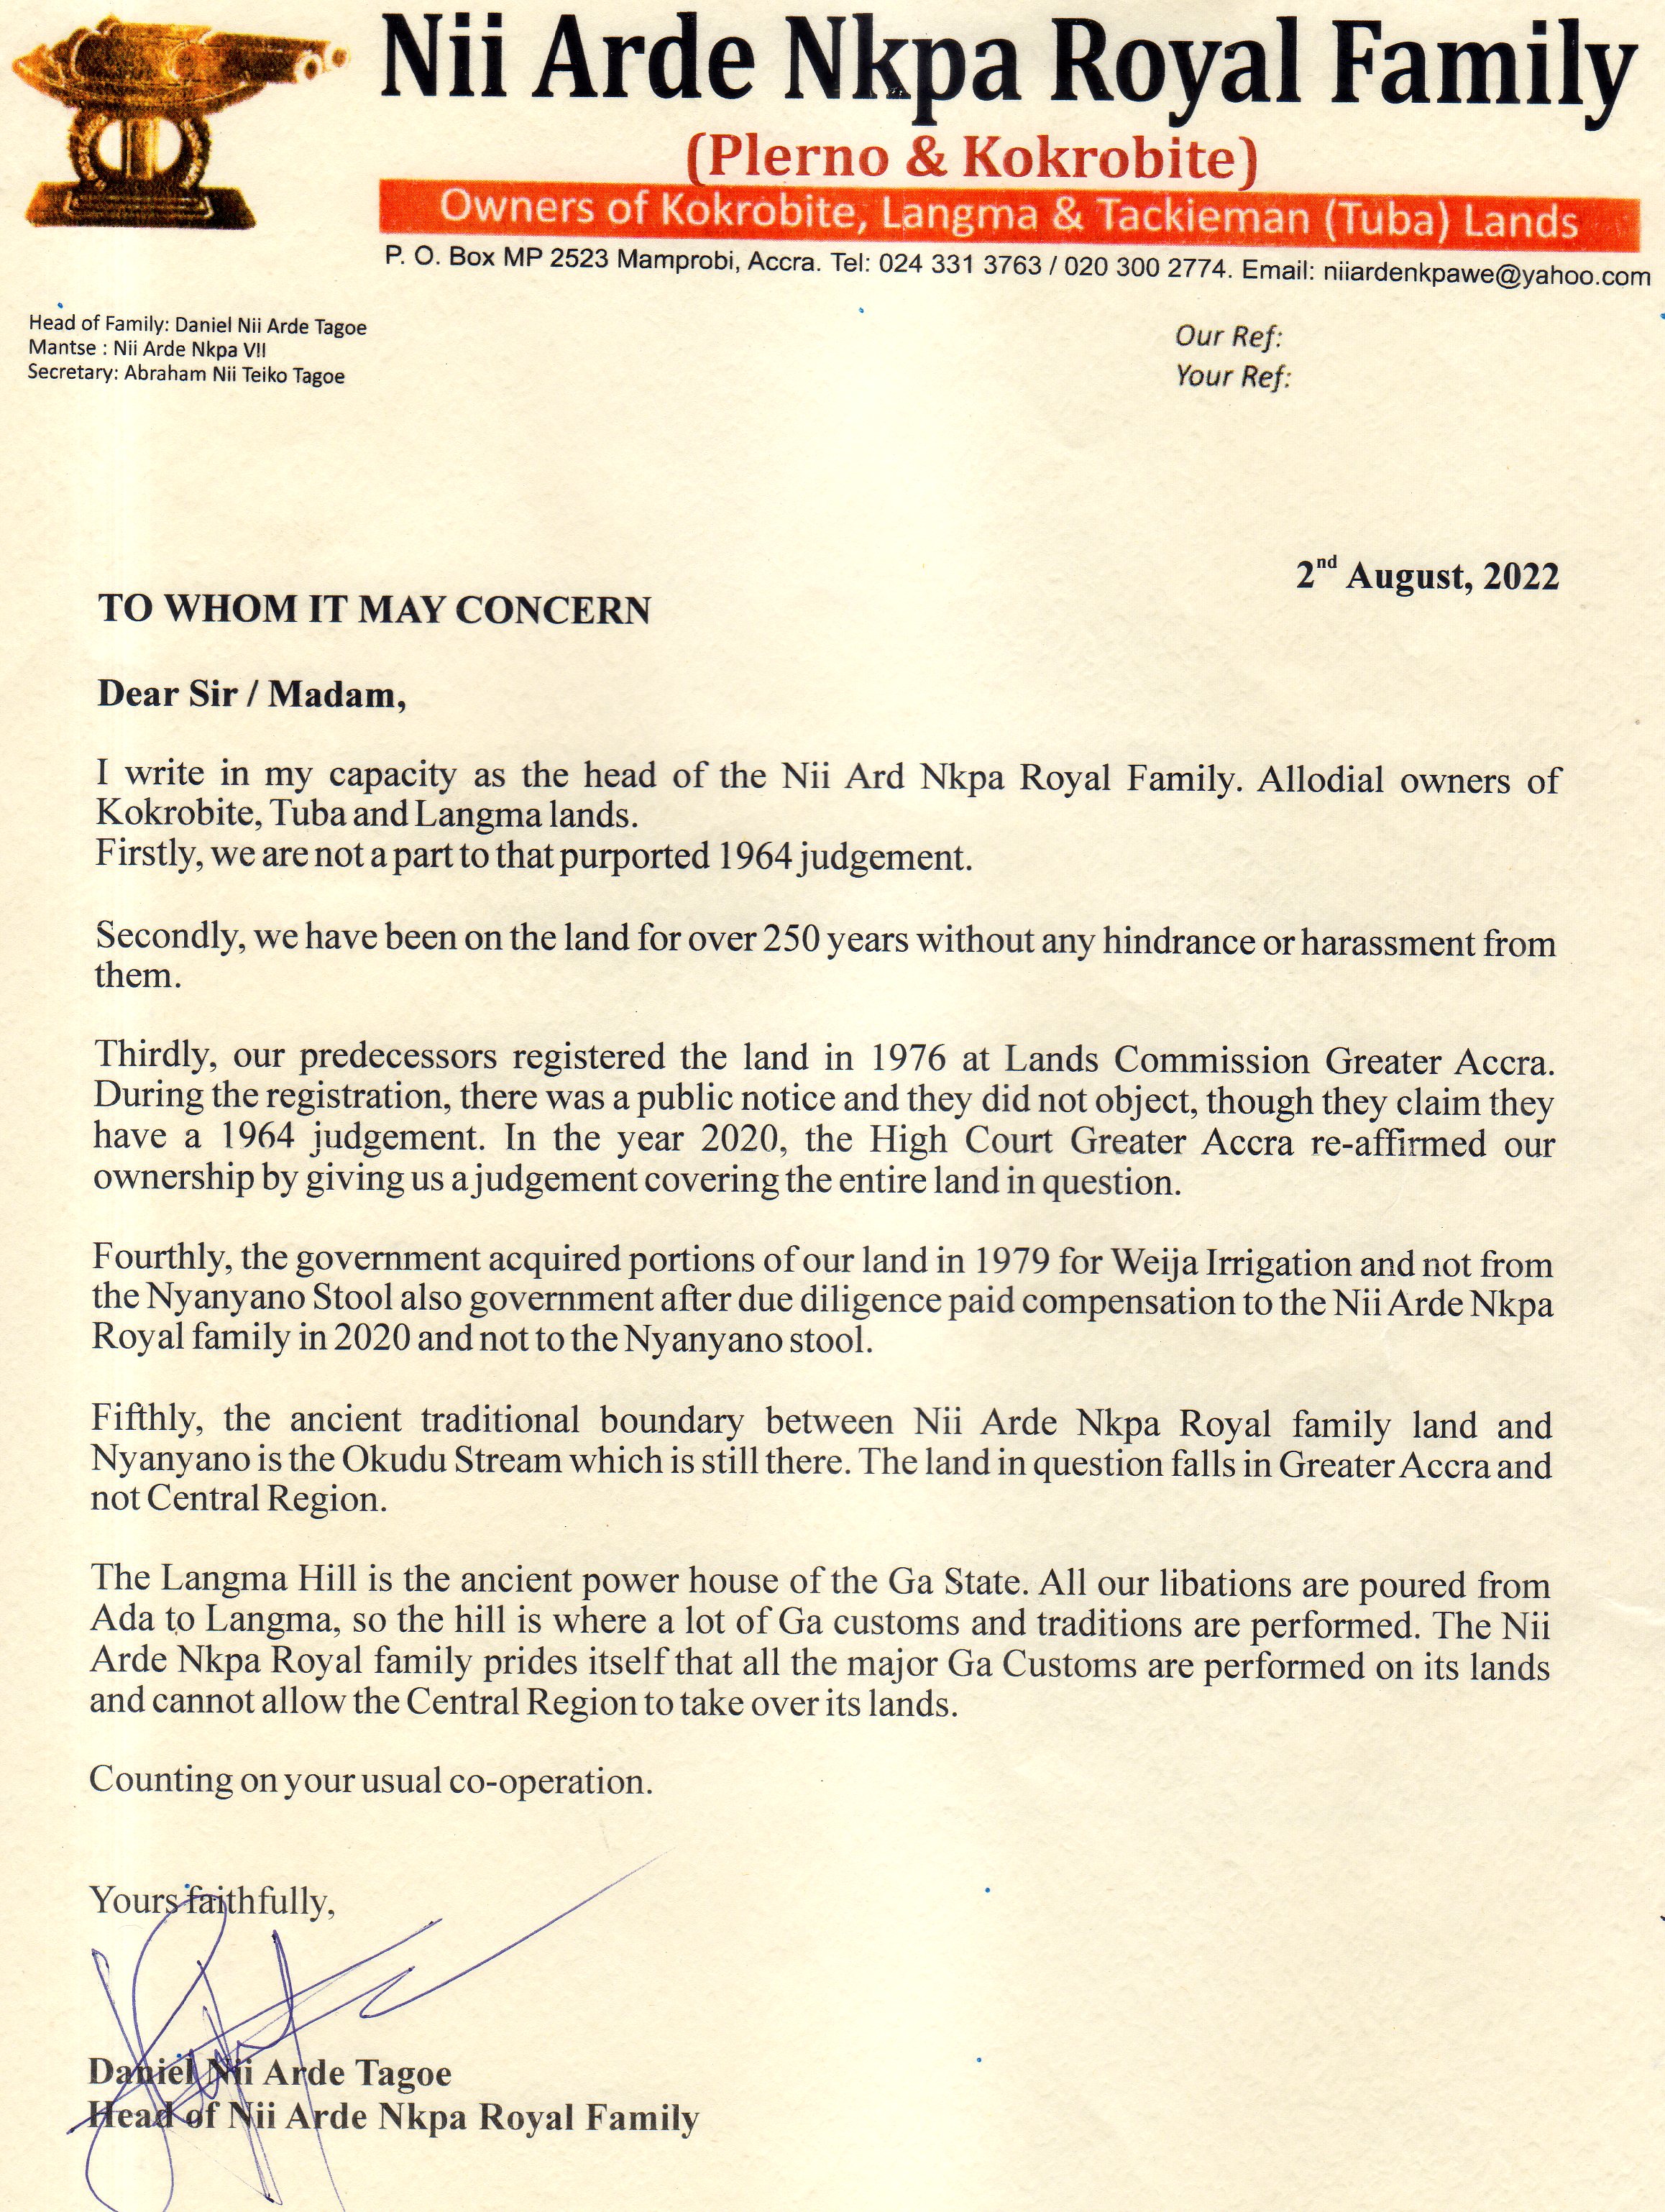 Nii Arde Nkpa Royal Family
(Plerno & Kokrobite)
Owners of Kokrobite, Langma & Tackieman (Tuba) Lands
P. O. Box MP 2523 Mamprobi, Accra. Tel: 024 331 3763 / 020 300 2774. Email: niiardenkpawe@yahoo.com
Head of Family: Daniel Nii Arde Tagoe
Mantse : Nii Arde Nkpa VII
Secretary: Abraham Nii Teiko Tagoe
Our Ref:
Your Ref:
2nd August, 2022
TO WHOM IT MAY CONCERN
Dear Sir / Madam,
I write in my capacity as the head of the Nii Ard Nkpa Royal Family. Allodial owners of
Kokrobite, Tuba and Langma lands.
Firstly, we are not a part to that purported 1964 judgement.
Secondly, we have been on the land for over 250 years without any hindrance or harassment from
them.
Thirdly, our predecessors registered the land in 1976 at Lands Commission Greater Accra.
During the registration, there was a public notice and they did not object, though they claim they
have a 1964 judgement. In the year 2020, the High Court Greater Accra re-affirmed our
ownership by giving us a judgement covering the entire land in question.
Fourthly, the government acquired portions of our land in 1979 for Weija Irrigation and not from
the Nyanyano Stool also government after due diligence paid compensation to the Nii Arde Nkpa
Royal family in 2020 and not to the Nyanyano stool.
Fifthly, the ancient traditional boundary between Nii Arde Nkpa Royal family land and
Nyanyano is the Okudu Stream which is still there. The land in question falls in Greater Accra and
not Central Region.
The Langma Hill is the ancient power house of the Ga State. All our libations are poured from
Ada to Langma, so the hill is where a lot of Ga customs and traditions are performed. The Nii
Arde Nkpa Royal family prides itself that all the major Ga Customs are performed on its lands
and cannot allow the Central Region to take over its lands.
Counting on your usual co-operation.
Yours faithfully,
Daniel Nii Arde Tagoe
Head of Nii Arde Nkpa Royal Family